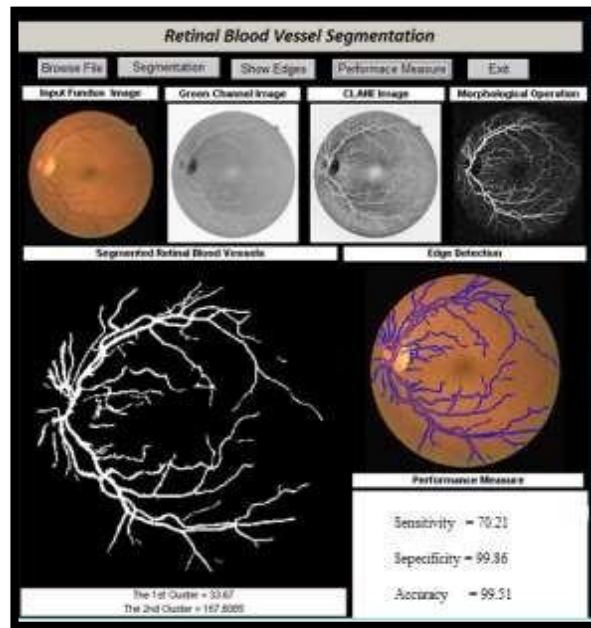 Retinal Blood Vessel Segmentation
Browse File Segmentation Show Edges Performace Measure Exit
Input Fundus Image Green Channel Image CLAHE Image Morphological Operation
Segmented Retinal Blood Vessels Edge Detection
Performance Measure
Sensitivity = 70.21
Sepecificity = 99.86
Accuracy = 99.51
The 1st Cluster = 33.67
The 2nd Cluster =